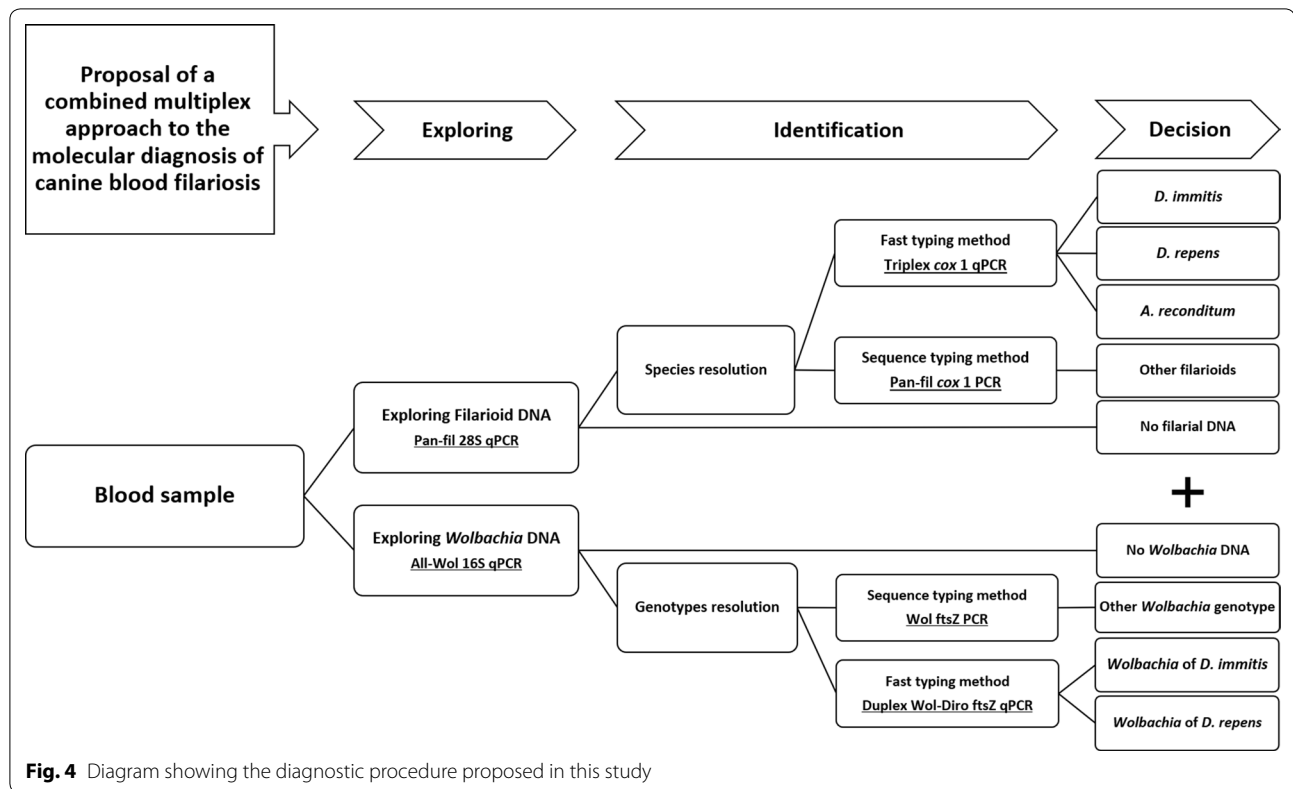 Proposal of a
combined multiplex
approach to the
molecular diagnosis of
canine blood filariosis
Exploring
Identification
Decision
Blood sample
Exploring Filarioid DNA
Pan-fil 28S qPCR
Exploring Wolbachia DNA
All-Wol 16S qPCR
Species resolution
Genotypes resolution
Fast typing method
Triplex cox 1 qPCR
Sequence typing method
Pan-fil cox 1 PCR
Sequence typing method
Wol ftsZ PCR
Fast typing method
Duplex Wol-Diro ftsZ qPCR
D. immitis
D. repens
A. reconditum
Other filarioids
No filarial DNA
+
No Wolbachia DNA
Other Wolbachia genotype
Wolbachia of D. immitis
Wolbachia of D. repens
Fig. 4 Diagram showing the diagnostic procedure proposed in this study